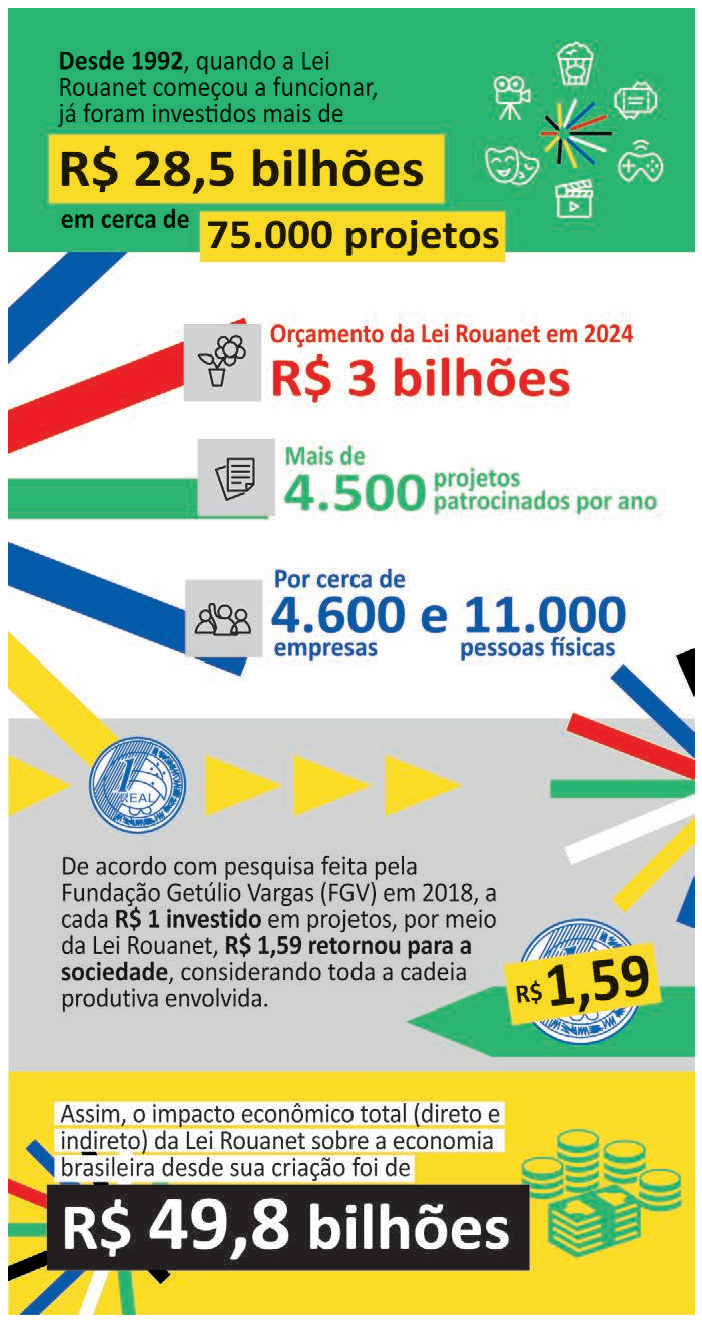 Desde 1992, quando a Lei
Rouanet começou a funcionar,
já foram investidos mais de
R$ 28,5 bilhões
em cerca de
75.000 projetos
Orçamento da Lei Rouanet em 2024
R$ 3 bilhões
Mais de
4.500 projetos
patrocinados por ano
Por cerca de
4.600 e 11.000
empresas pessoas físicas
1
REAL
De acordo com pesquisa feita pela
Fundação Getúlio Vargas (FGV) em 2018, a
cada R$ 1 investido em projetos, por meio
da Lei Rouanet, R$ 1,59 retornou para a
sociedade, considerando toda a cadeia
produtiva envolvida.
R$ 1,59
Assim, o impacto econômico total (direto e
indireto) da Lei Rouanet sobre a economia
brasileira desde sua criação foi de
R$ 49,8 bilhões